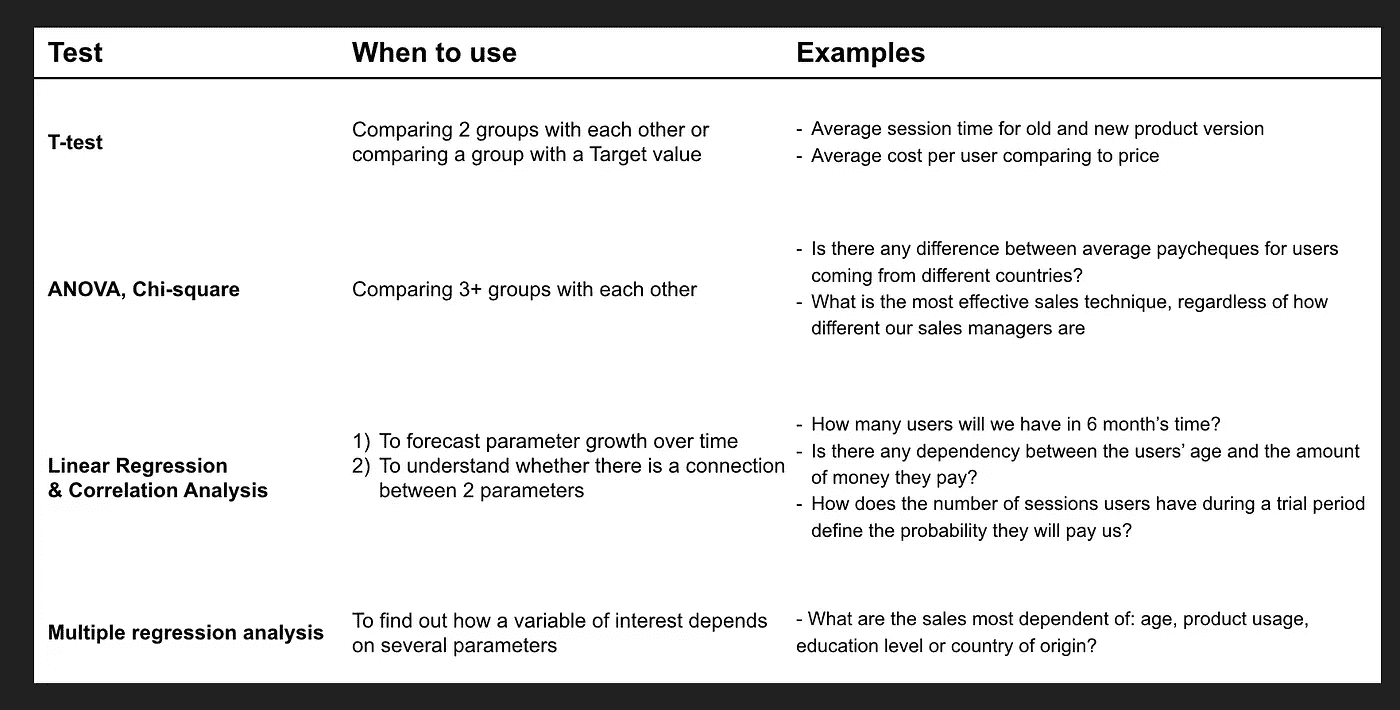 Test When to use Examples
T-test
Comparing 2 groups with each other or
comparing a group with a Target value
- Average session time for old and new product version
- Average cost per user comparing to price
ANOVA, Chi-square
Comparing 3+ groups with each other
- Is there any difference between average paycheques for users
coming from different countries?
- What is the most effective sales technique, regardless of how
different our sales managers are
Linear Regression
& Correlation Analysis
1) To forecast parameter growth over time
2) To understand whether there is a connection
between 2 parameters
- How many users will we have in 6 month’s time?
- Is there any dependency between the users’ age and the amount
of money they pay?
- How does the number of sessions users have during a trial period
define the probability they will pay us?
Multiple regression analysis
To find out how a variable of interest depends
on several parameters
- What are the sales most dependent of: age, product usage,
education level or country of origin?